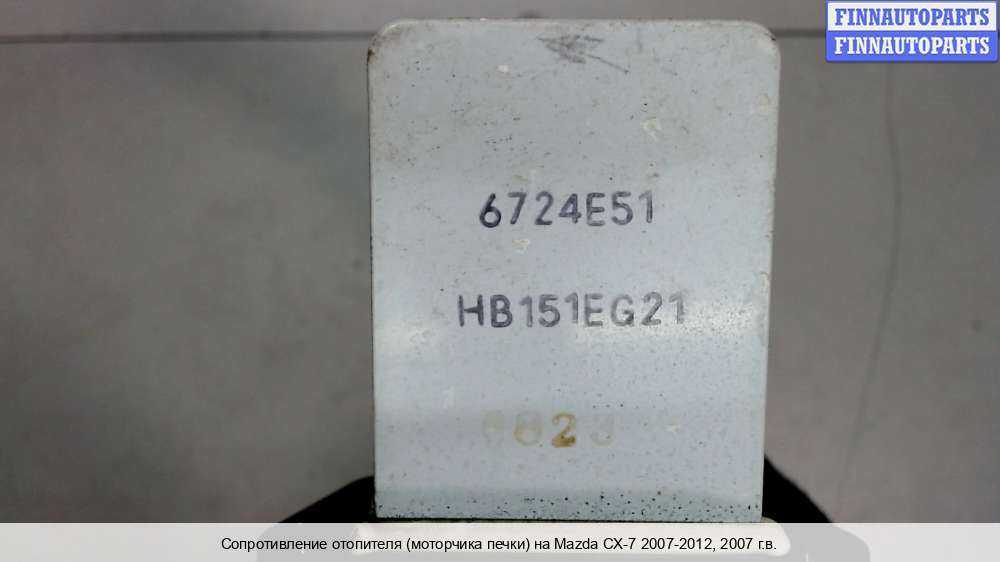 FINNAUTOPARTS
FINNAUTOPARTS
6724E51
HB151EG21
Сопротивление отопителя (моторчика печки) на Mazda CX-7 2007-2012, 2007 г.в.